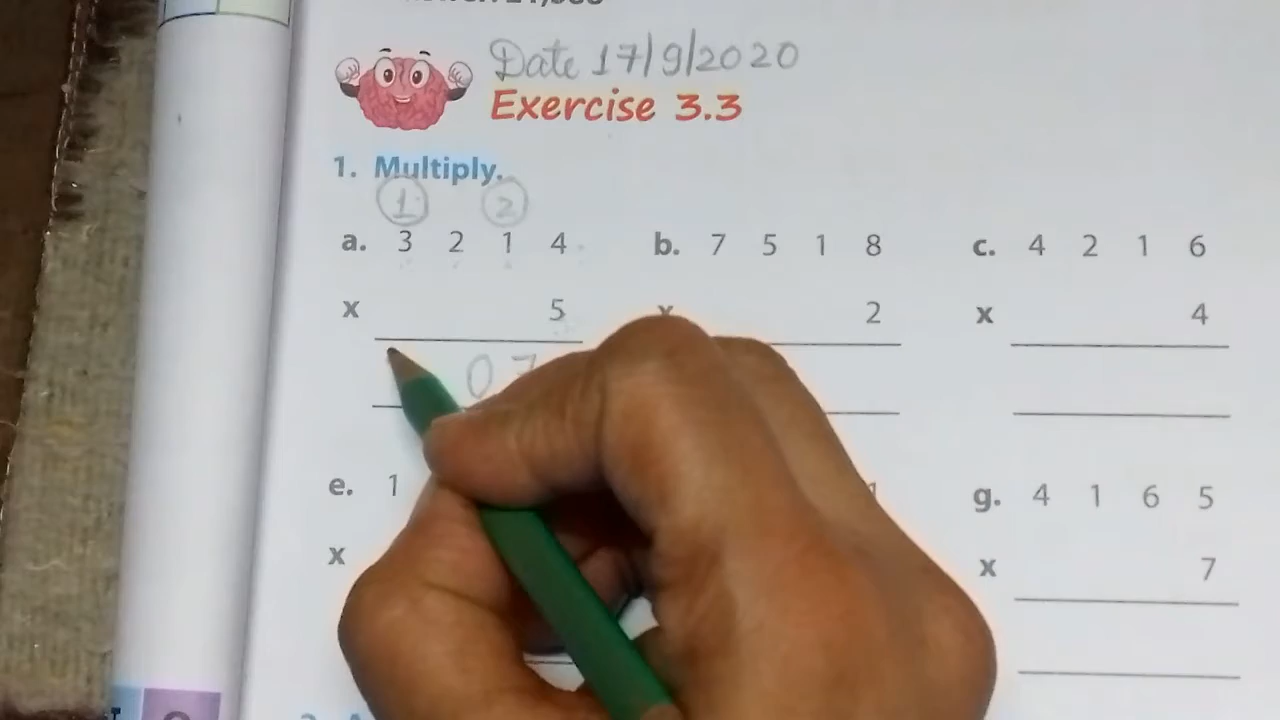 Date 17/9/2020
Exercise 3.3
1. Multiply.
1 2
a. 3 2 1 4 b. 7 5 1 8 c. 4 2 1 6
x 5 x 2 x 4
0 7
e. 1 g. 4 1 6 5
x x 7